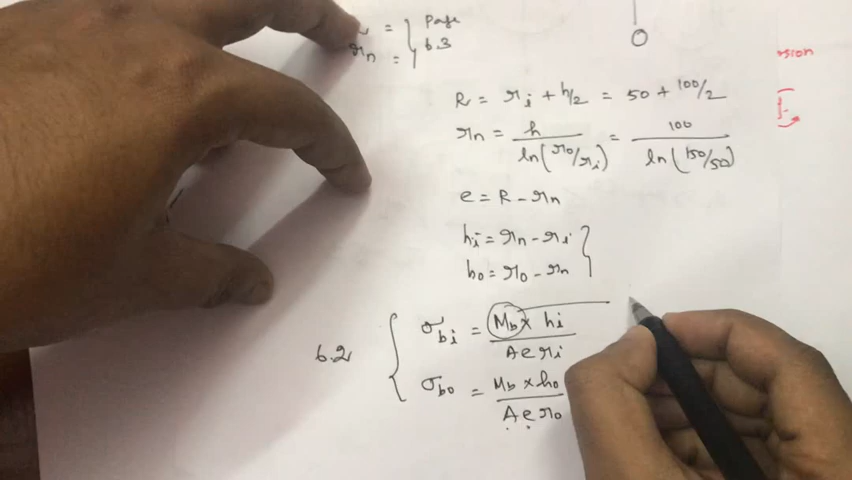 Page
rn = 6.3
O
sion
R = ri + h/2 = 50 + 100/2
rn = h / ln(ro/ri) = 100 / ln(150/50)
e = R - rn
hi = rn - ri
ho = ro - rn
6.2
σbi = Mb x hi / A e ri
σbo = Mb x ho / A e ro